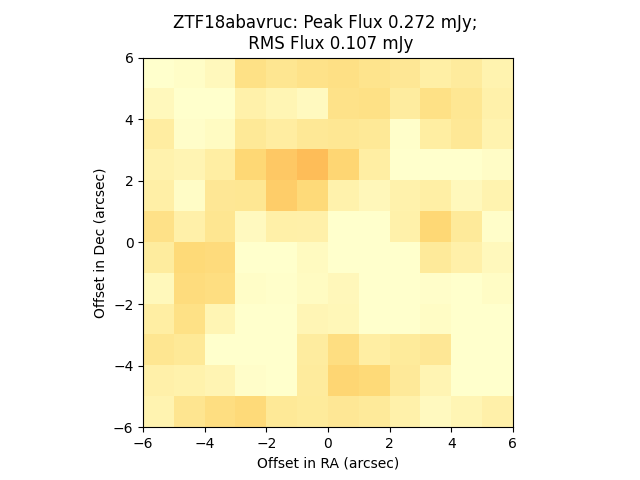 ZTF18abavruc: Peak Flux 0.272 mJy;
RMS Flux 0.107 mJy
6
4
2
0
−2
−4
−6
Offset in Dec (arcsec)
−6 −4 −2 0 2 4 6
Offset in RA (arcsec)